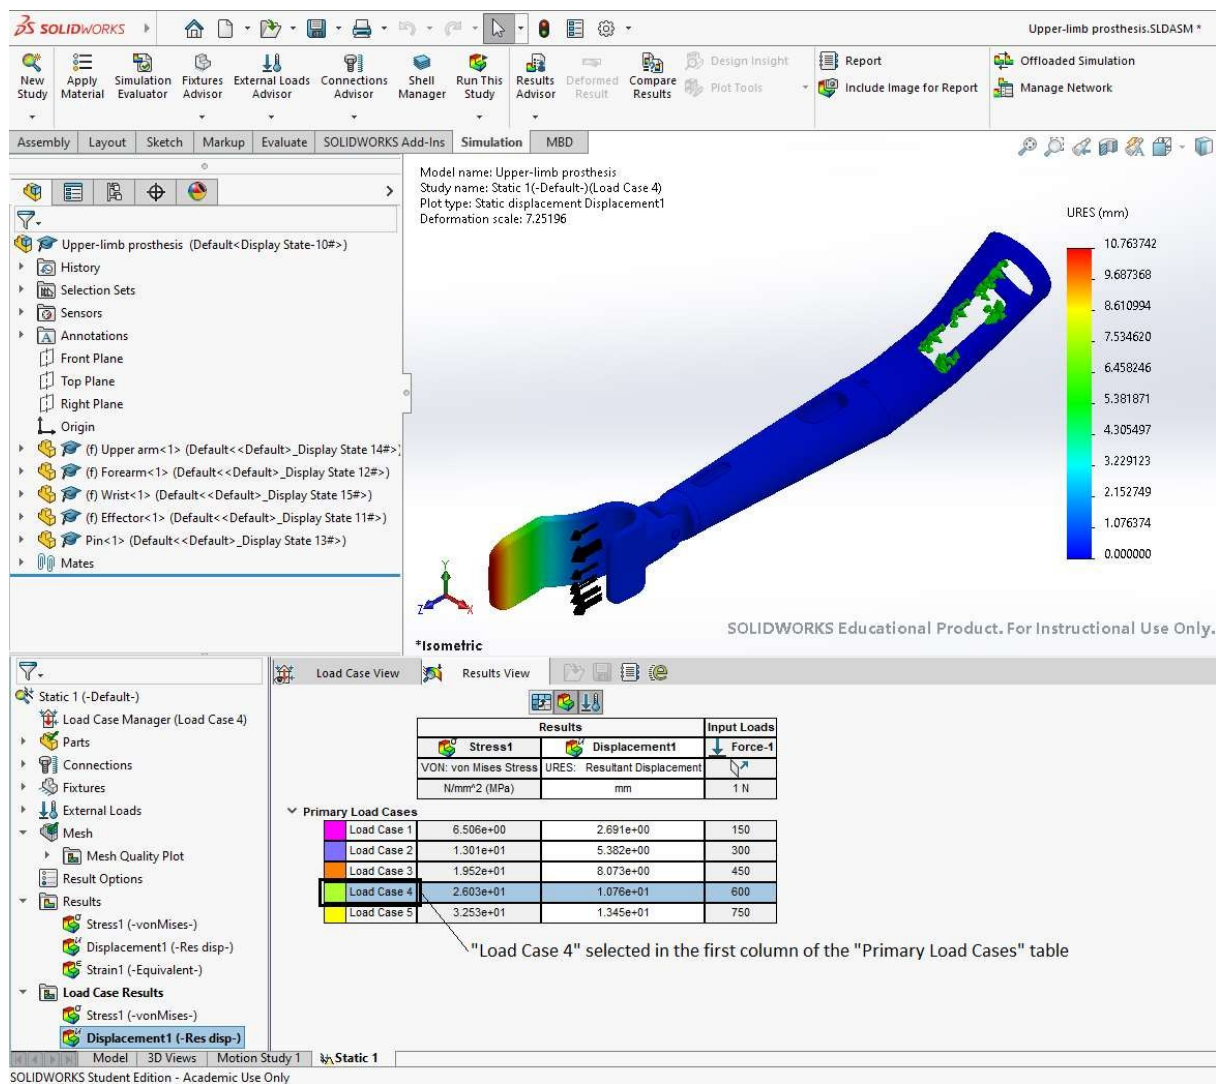 SOLIDWORKS
Upper-limb prosthesis.SLDASM *
New Study
Apply Material
Simulation Evaluator
Fixtures Advisor
External Loads Advisor
Connections Advisor
Shell Manager
Run This Study
Results Advisor
Deformed Result
Compare Results
Design Insight
Plot Tools
Report
Include Image for Report
Offloaded Simulation
Manage Network
Assembly Layout Sketch Markup Evaluate SOLIDWORKS Add-Ins Simulation MBD
Upper-limb prosthesis (Default<Display State-10#>)
History
Selection Sets
Sensors
Annotations
Front Plane
Top Plane
Right Plane
Origin
(f) Upper arm<1> (Default<<Default>_Display State 14#>)
(f) Forearm<1> (Default<<Default>_Display State 12#>)
(f) Wrist<1> (Default<<Default>_Display State 15#>)
(f) Effector<1> (Default<<Default>_Display State 11#>)
Pin<1> (Default<<Default>_Display State 13#>)
Mates
Model name: Upper-limb prosthesis
Study name: Static 1(-Default-)(Load Case 4)
Plot type: Static displacement Displacement1
Deformation scale: 7.25196
URES (mm)
10.763742
9.687368
8.610994
7.534620
6.458246
5.381871
4.305497
3.229123
2.152749
1.076374
0.000000
Y
Z
X
SOLIDWORKS Educational Product. For Instructional Use Only.
*Isometric
Static 1 (-Default-)
Load Case Manager (Load Case 4)
Parts
Connections
Fixtures
External Loads
Mesh
Mesh Quality Plot
Result Options
Results
Stress1 (-vonMises-)
Displacement1 (-Res disp-)
Strain1 (-Equivalent-)
Load Case Results
Stress1 (-vonMises-)
Displacement1 (-Res disp-)
Load Case View Results View
Results Input Loads
Stress1 Displacement1 Force-1
VON: von Mises Stress URES: Resultant Displacement
N/mm^2 (MPa) mm 1 N
Primary Load Cases
Load Case 1 6.506e+00 2.691e+00 150
Load Case 2 1.301e+01 5.382e+00 300
Load Case 3 1.952e+01 8.073e+00 450
Load Case 4 2.603e+01 1.076e+01 600
Load Case 5 3.253e+01 1.345e+01 750
"Load Case 4" selected in the first column of the "Primary Load Cases" table
Model 3D Views Motion Study 1 Static 1
SOLIDWORKS Student Edition - Academic Use Only